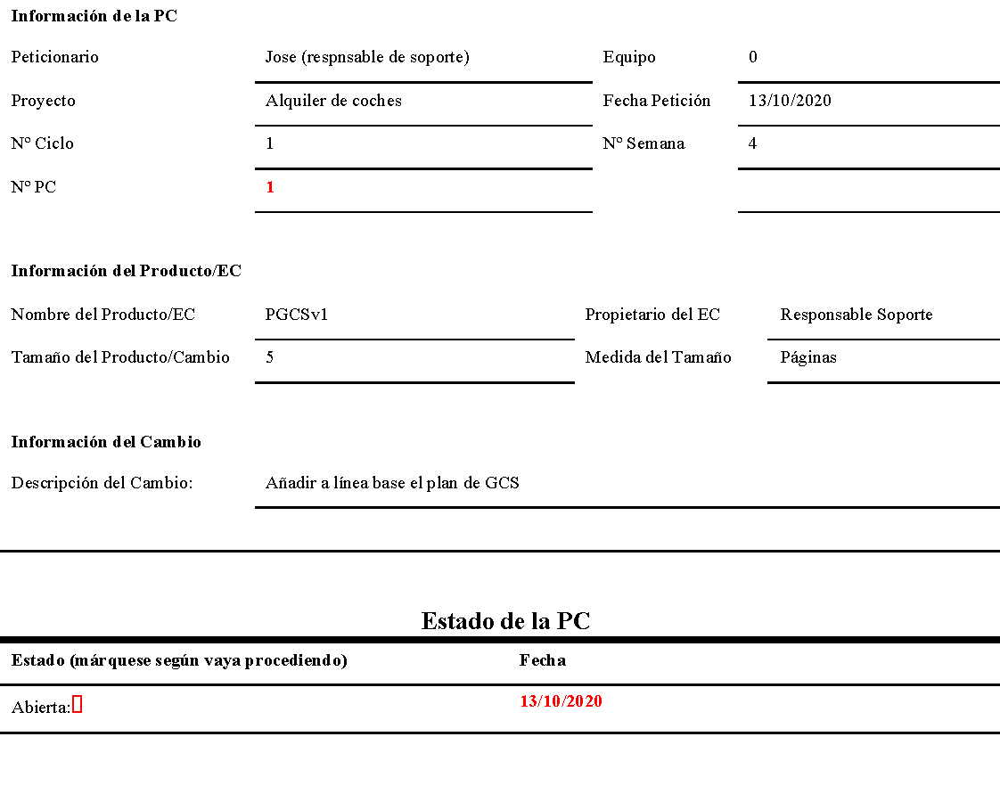 Información de la PC
Peticionario Jose (respnsable de soporte) Equipo 0
Proyecto Alquiler de coches Fecha Petición 13/10/2020
Nº Ciclo 1 Nº Semana 4
Nº PC 1
Información del Producto/EC
Nombre del Producto/EC PGCSv1 Propietario del EC Responsable Soporte
Tamaño del Producto/Cambio 5 Medida del Tamaño Páginas
Información del Cambio
Descripción del Cambio: Añadir a línea base el plan de GCS
Estado de la PC
Estado (márquese según vaya procediendo) Fecha
Abierta: 13/10/2020